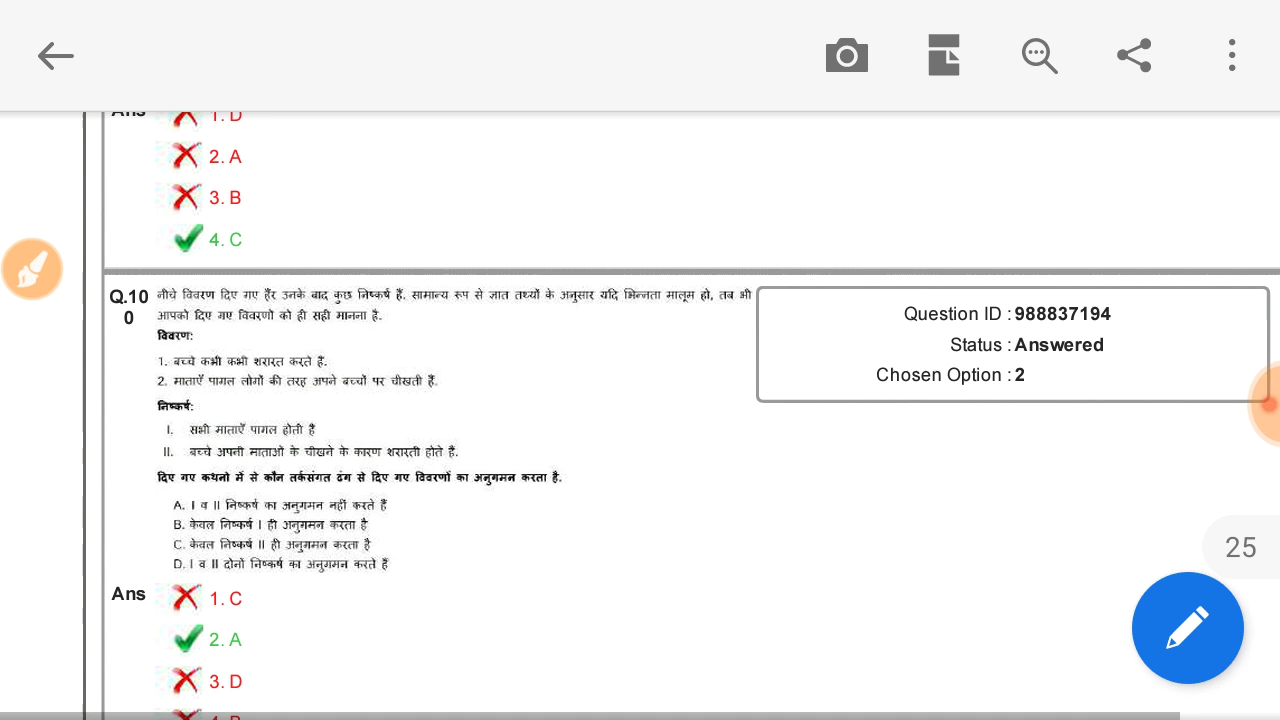 Ans
1. D
2. A
3. B
4. C
Q.10
0
नीचे विवरण दिए गए हैंर उनके बाद कुछ निष्कर्ष हैं. सामान्य रूप से ज्ञात तथ्यों के अनुसार यदि भिन्नता मालूम हो, तब भी
आपको दिए गए विवरणों को ही सही मानना है.
विवरण:
1. बच्चे कभी कभी शरारत करते हैं.
2. माताएँ पागल लोगों की तरह अपने बच्चों पर चीखती हैं.
निष्कर्ष:
I. सभी माताएँ पागल होती हैं
II. बच्चे अपनी माताओं के चीखने के कारण शरारती होते हैं.
दिए गए कथनो में से कौन तर्कसंगत ढंग से दिए गए विवरणों का अनुगमन करता है.
A. I व II निष्कर्ष का अनुगमन नहीं करते हैं
B. केवल निष्कर्ष I ही अनुगमन करता है
C. केवल निष्कर्ष II ही अनुगमन करता है
D. I व II दोनों निष्कर्ष का अनुगमन करते हैं
Question ID : 988837194
Status : Answered
Chosen Option : 2
25
Ans
1. C
2. A
3. D
4. B